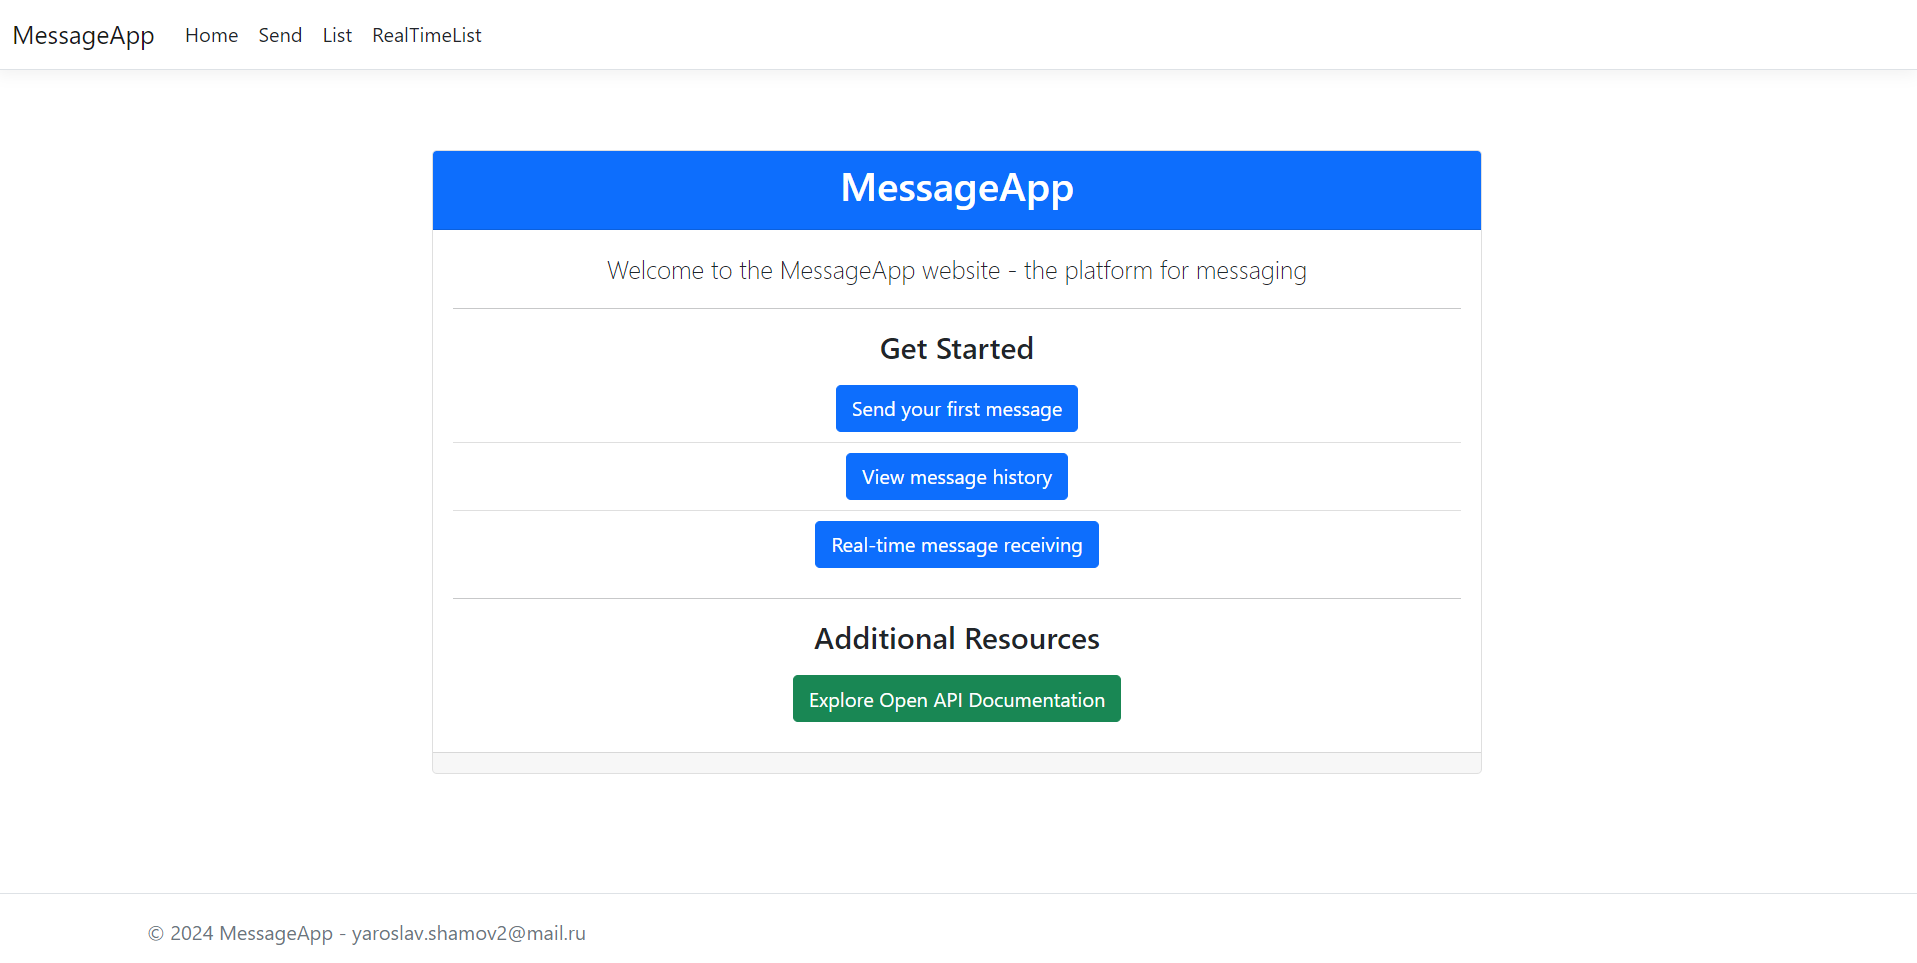 MessageApp Home Send List RealTimeList
MessageApp
Welcome to the MessageApp website - the platform for messaging
Get Started
Send your first message
View message history
Real-time message receiving
Additional Resources
Explore Open API Documentation
© 2024 MessageApp - yaroslav.shamov2@mail.ru